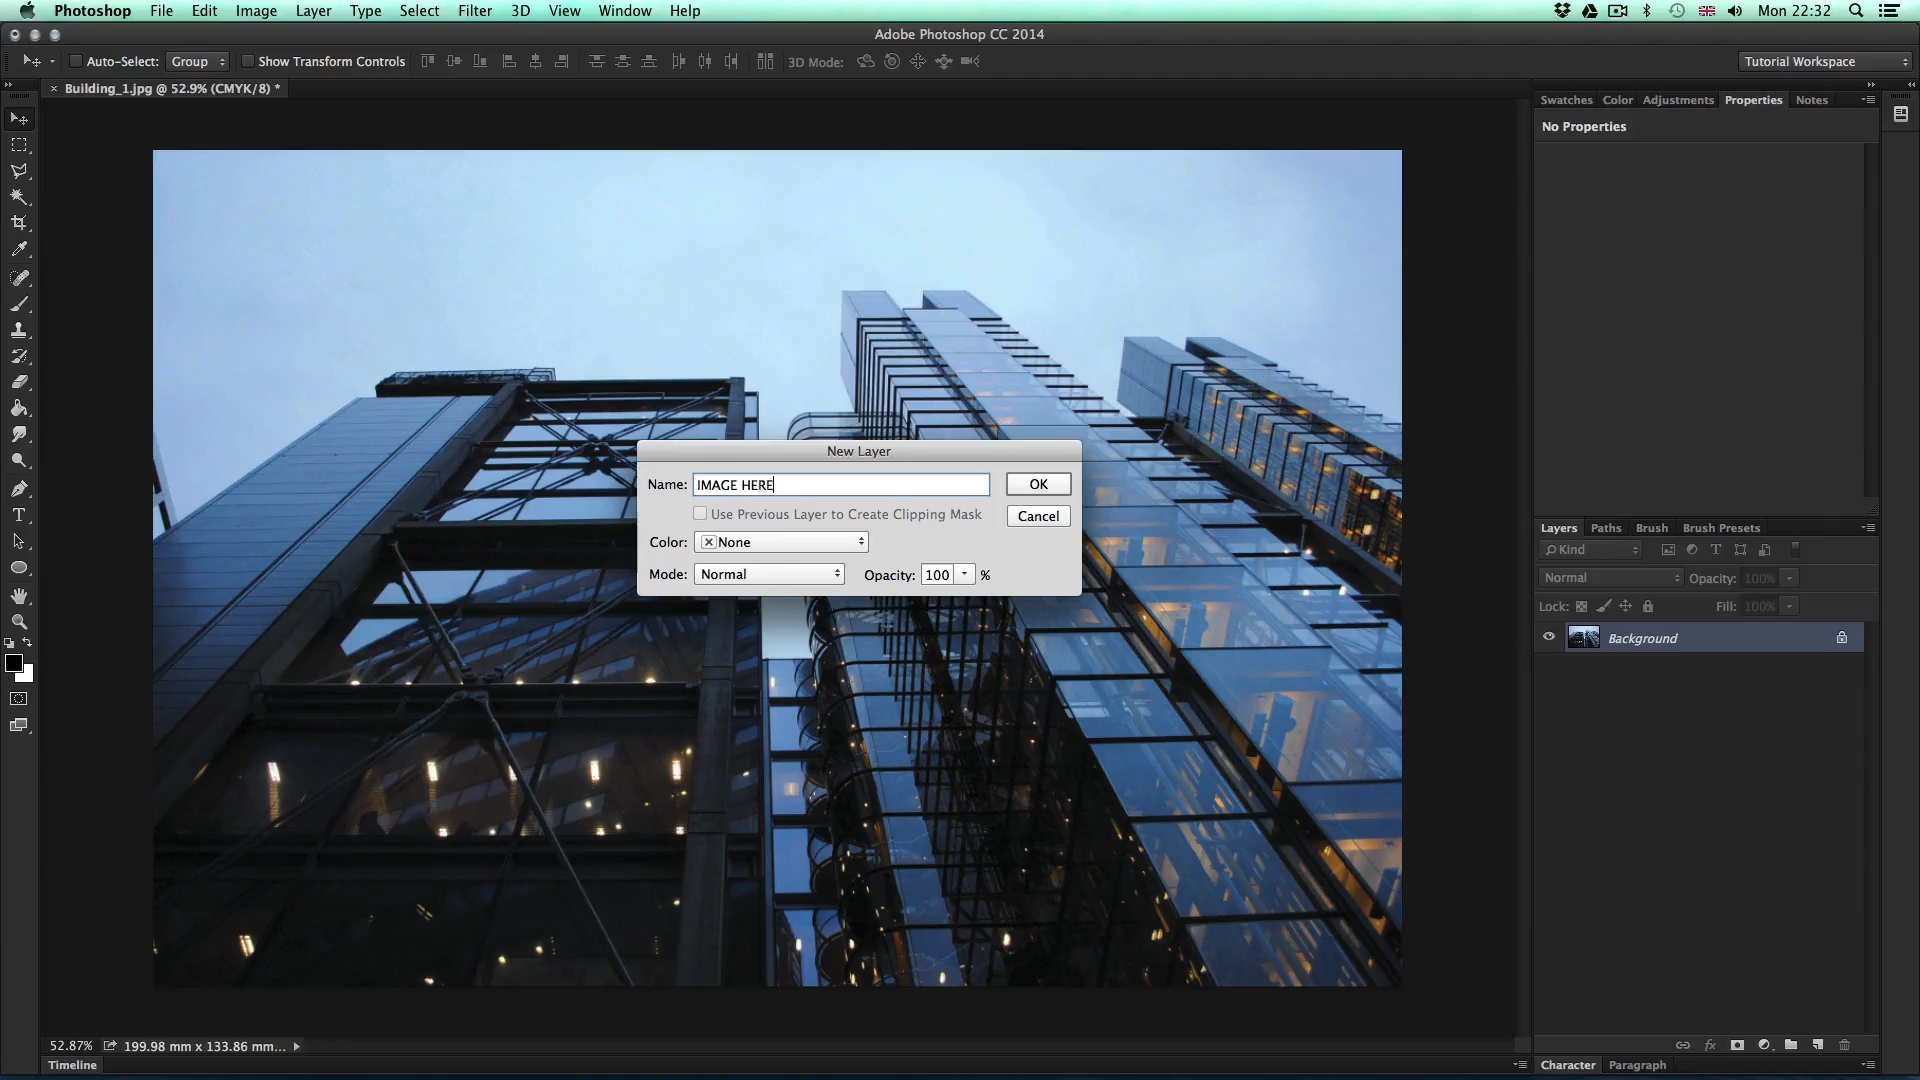 Photoshop File Edit Image Layer Type Select Filter 3D View Window Help Mon 22:32
Adobe Photoshop CC 2014
Auto-Select: Group Show Transform Controls 3D Mode: Tutorial Workspace
× Building_1.jpg @ 52.9% (CMYK/8) *
Swatches Color Adjustments Properties Notes
No Properties
New Layer
Name: IMAGE HERE OK
Use Previous Layer to Create Clipping Mask Cancel
Color: None
Mode: Normal Opacity: 100 %
Layers Paths Brush Brush Presets
Kind
Normal Opacity: 100%
Lock: Fill: 100%
Background
52.87% 199.98 mm x 133.86 mm...
Timeline
Character Paragraph